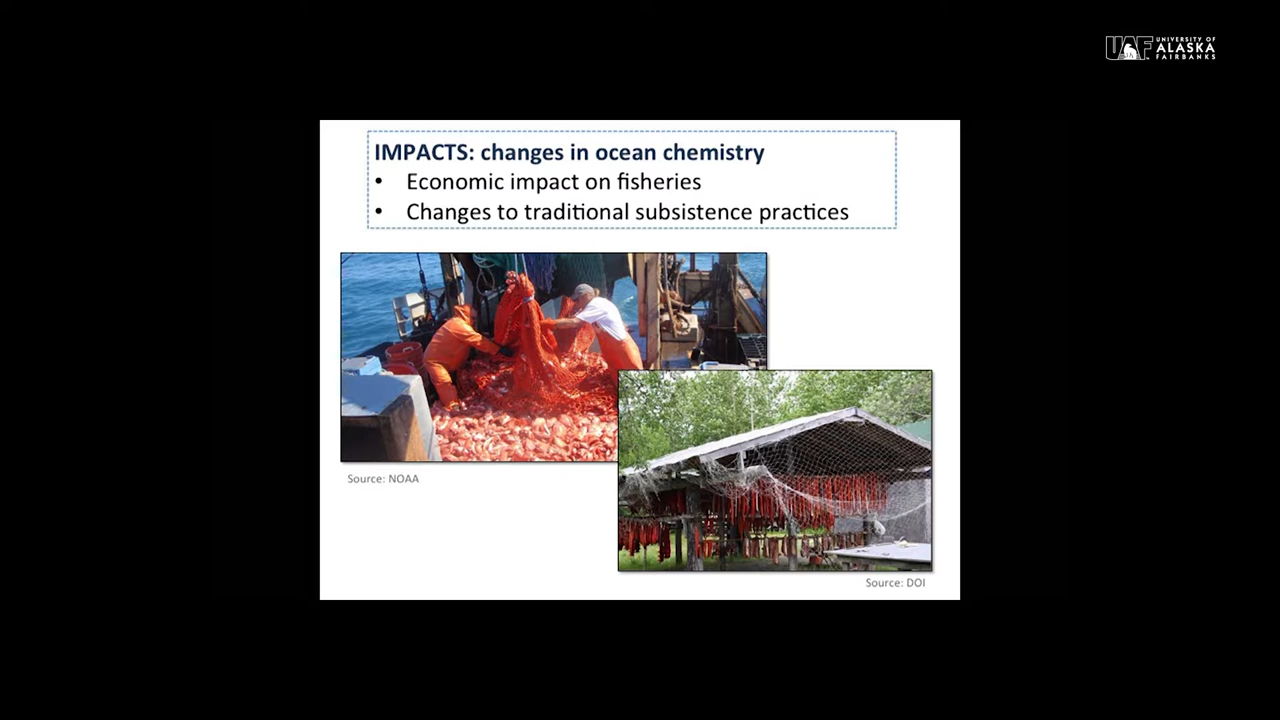 UAF UNIVERSITY OF
ALASKA
FAIRBANKS
IMPACTS: changes in ocean chemistry
• Economic impact on fisheries
• Changes to traditional subsistence practices
Source: NOAA
Source: DOI